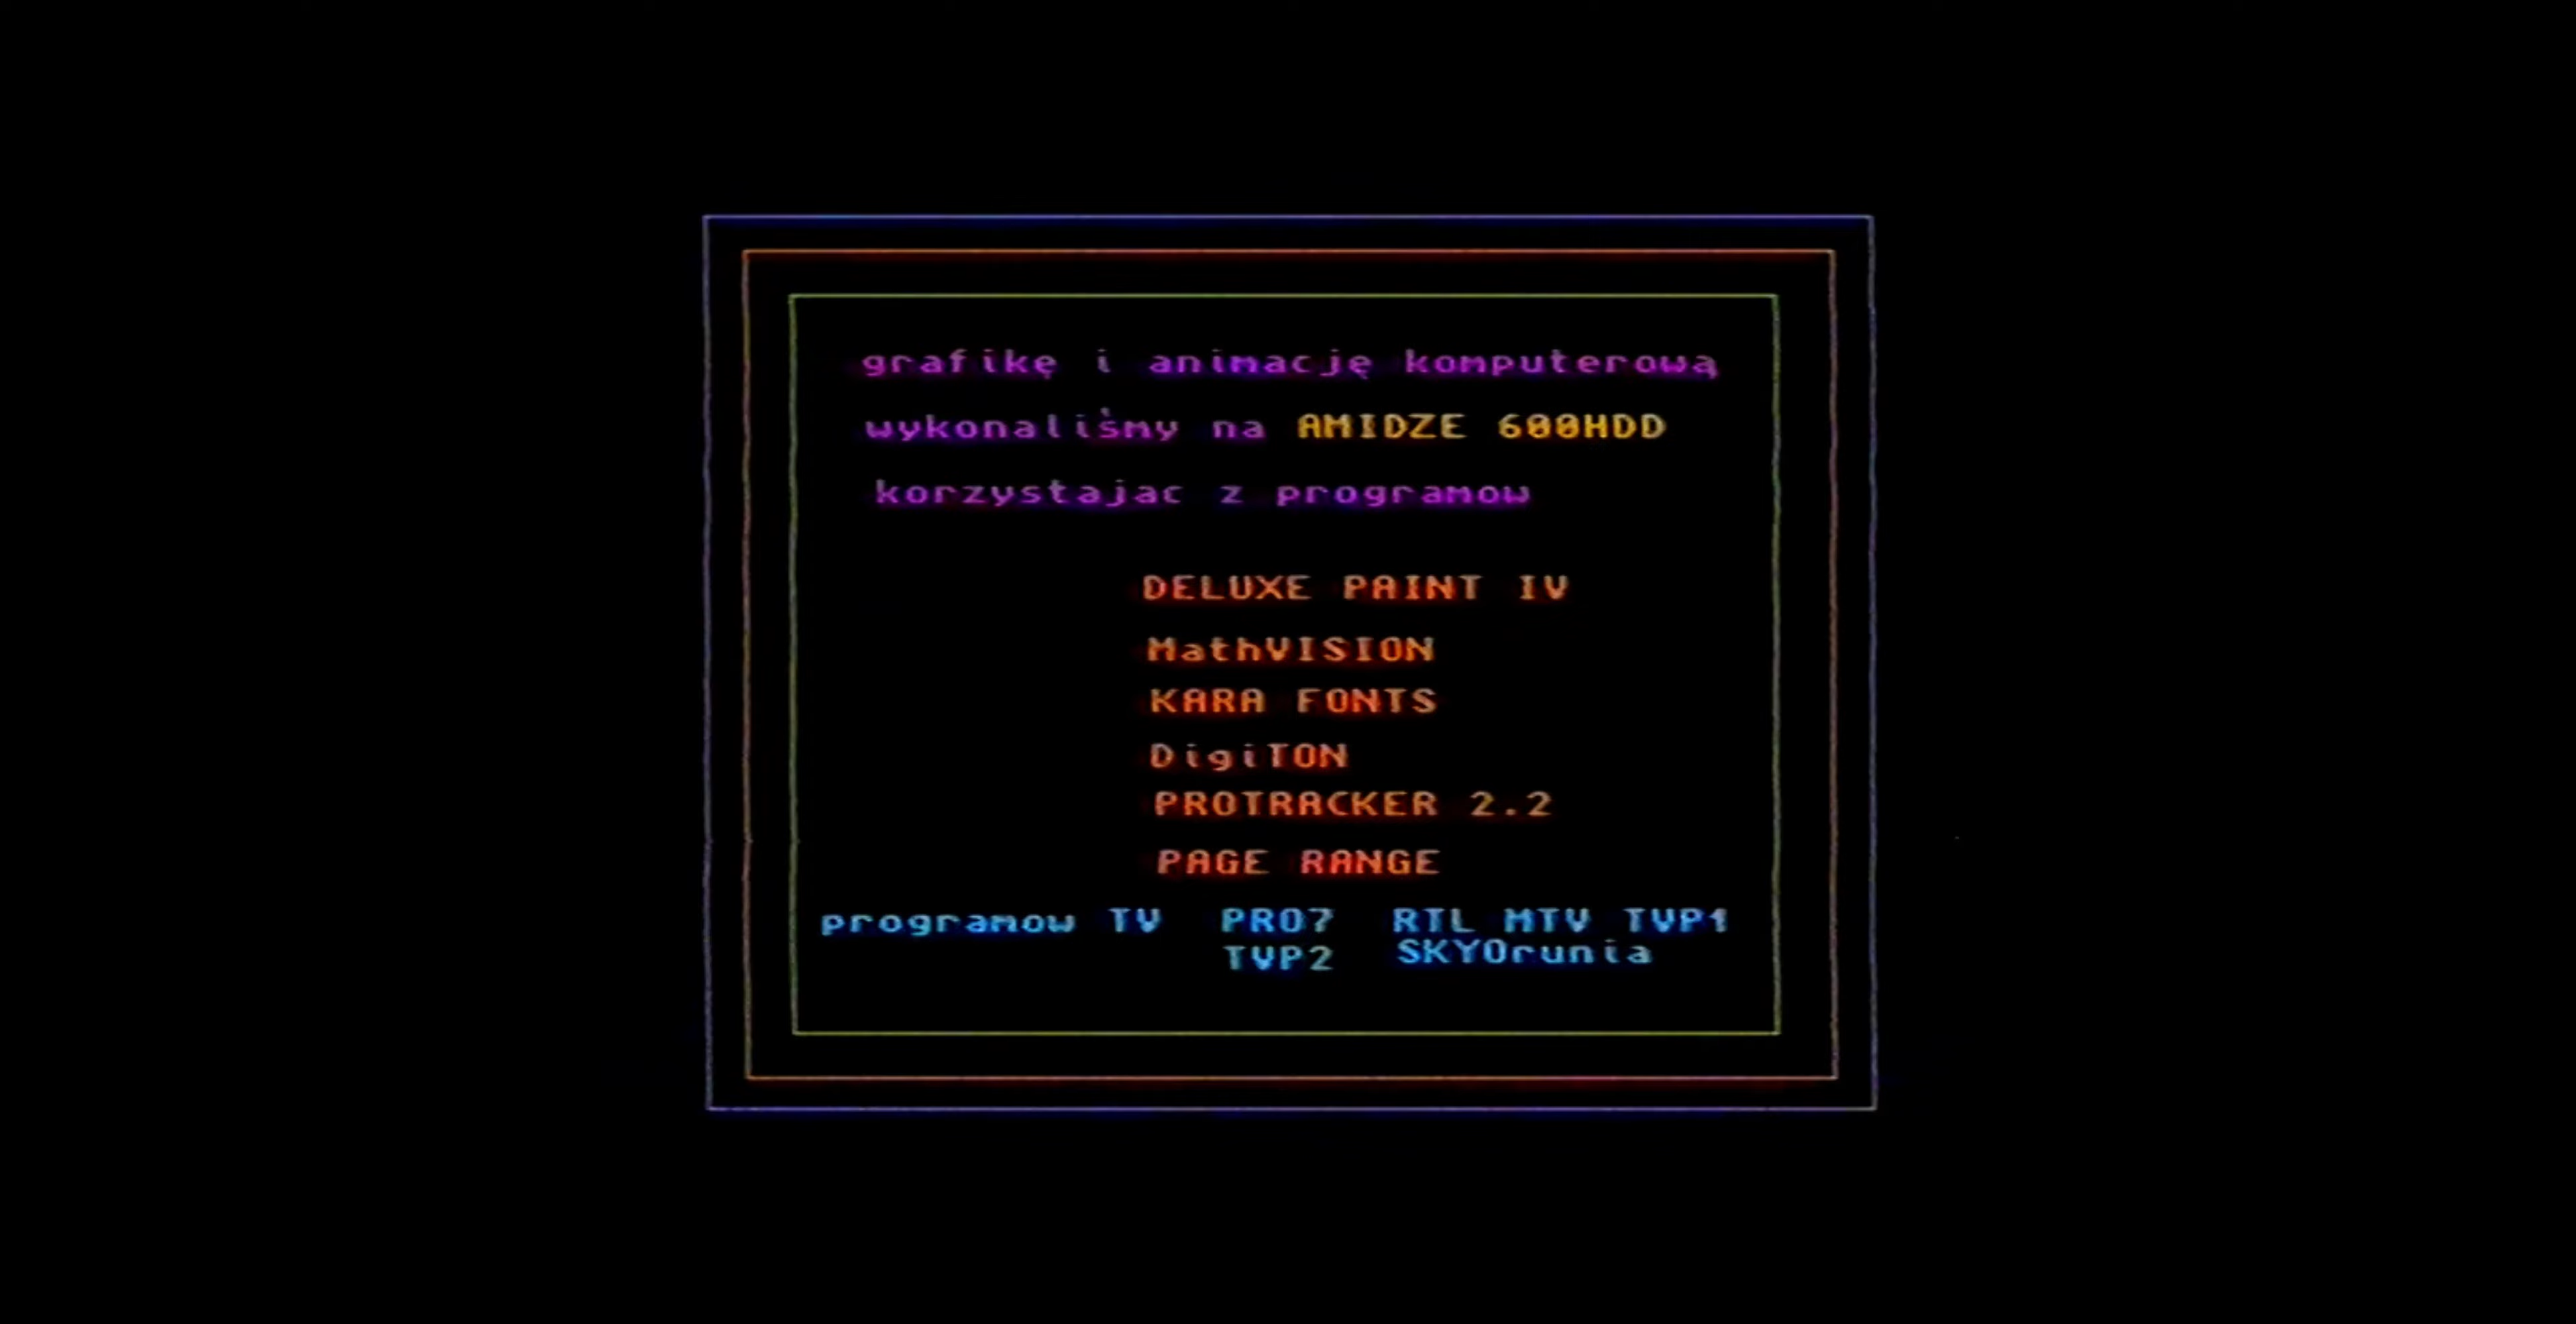 grafikę i animację komputerową
wykonaliśmy na AMIDZE 600HDD
korzystajac z programow
DELUXE PAINT IV
MathVISION
KARA FONTS
DigiTON
PROTRACKER 2.2
PAGE RANGE
programow TV PRO7 RTL MTV TVP1
TVP2 SKYOrunia